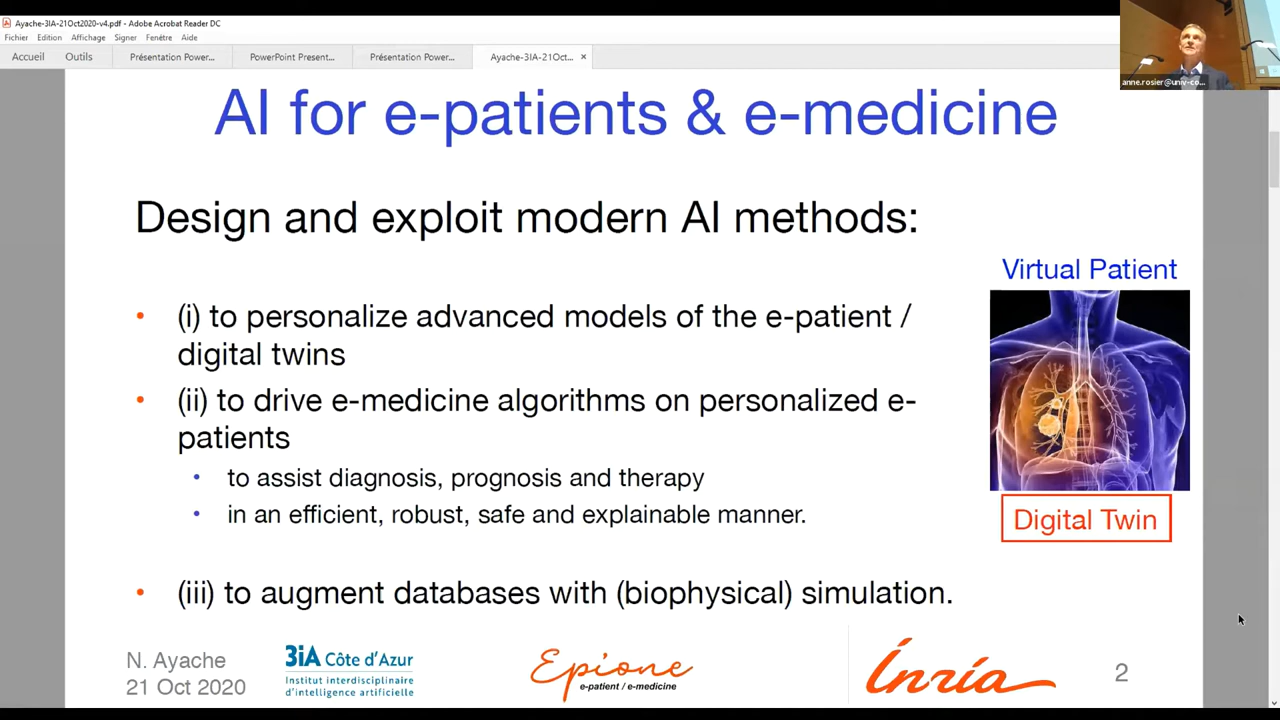 Ayache-3IA-21Oct2020-v4.pdf - Adobe Acrobat Reader DC
Fichier Edition Affichage Signer Fenêtre Aide
Accueil Outils Présentation Power... PowerPoint Present... Présentation Power... Ayache-3IA-21Oct... ×
anne.rosier@univ-co...
AI for e-patients & e-medicine
Design and exploit modern AI methods:
Virtual Patient
• (i) to personalize advanced models of the e-patient /
digital twins
• (ii) to drive e-medicine algorithms on personalized e-
patients
• to assist diagnosis, prognosis and therapy
• in an efficient, robust, safe and explainable manner.
Digital Twin
• (iii) to augment databases with (biophysical) simulation.
N. Ayache
21 Oct 2020
3iA Côte d'Azur
Institut interdisciplinaire
d'intelligence artificielle
Epione
e-patient / e-medicine
Inria
2